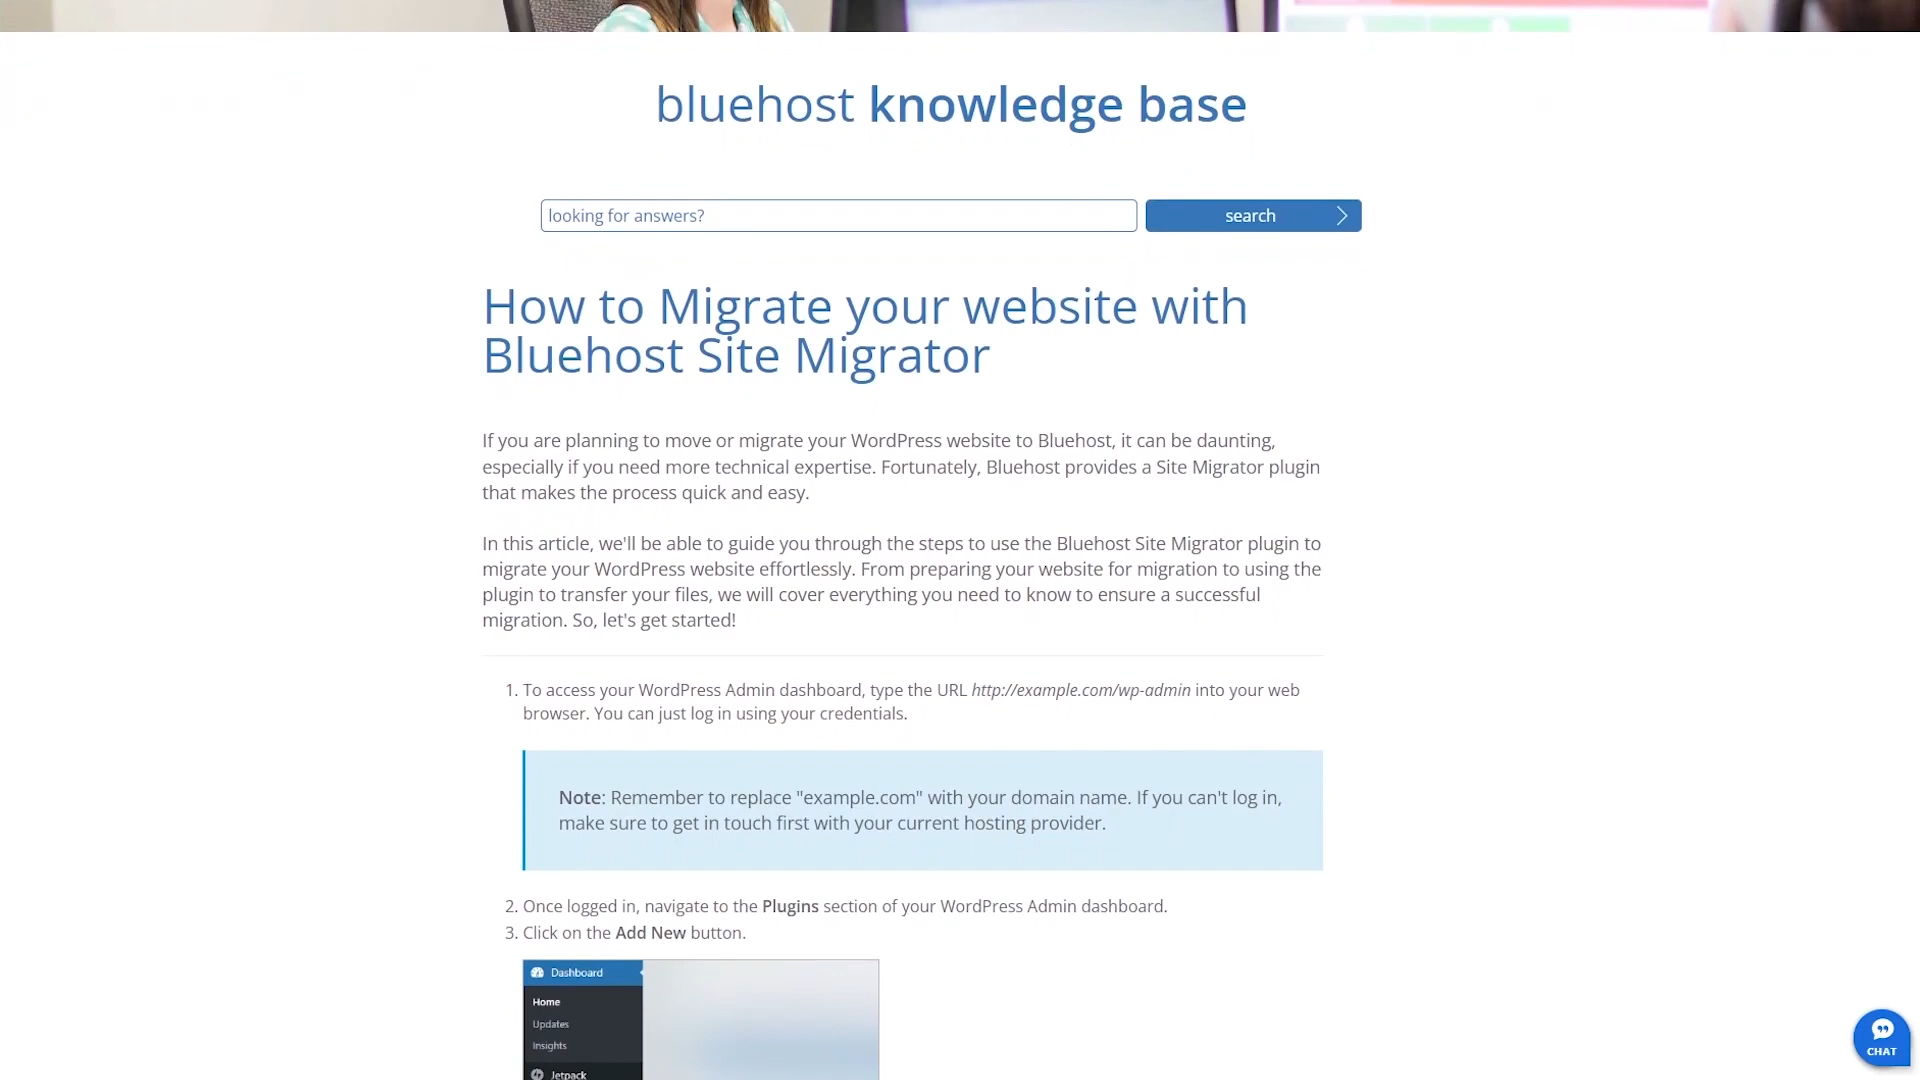 bluehost knowledge base
looking for answers?
search
How to Migrate your website with
Bluehost Site Migrator
If you are planning to move or migrate your WordPress website to Bluehost, it can be daunting,
especially if you need more technical expertise. Fortunately, Bluehost provides a Site Migrator plugin
that makes the process quick and easy.
In this article, we'll be able to guide you through the steps to use the Bluehost Site Migrator plugin to
migrate your WordPress website effortlessly. From preparing your website for migration to using the
plugin to transfer your files, we will cover everything you need to know to ensure a successful
migration. So, let's get started!
1. To access your WordPress Admin dashboard, type the URL http://example.com/wp-admin into your web
browser. You can just log in using your credentials.
Note: Remember to replace "example.com" with your domain name. If you can't log in,
make sure to get in touch first with your current hosting provider.
2. Once logged in, navigate to the Plugins section of your WordPress Admin dashboard.
3. Click on the Add New button.
Dashboard
Home
Updates
Insights
Jetpack
CHAT